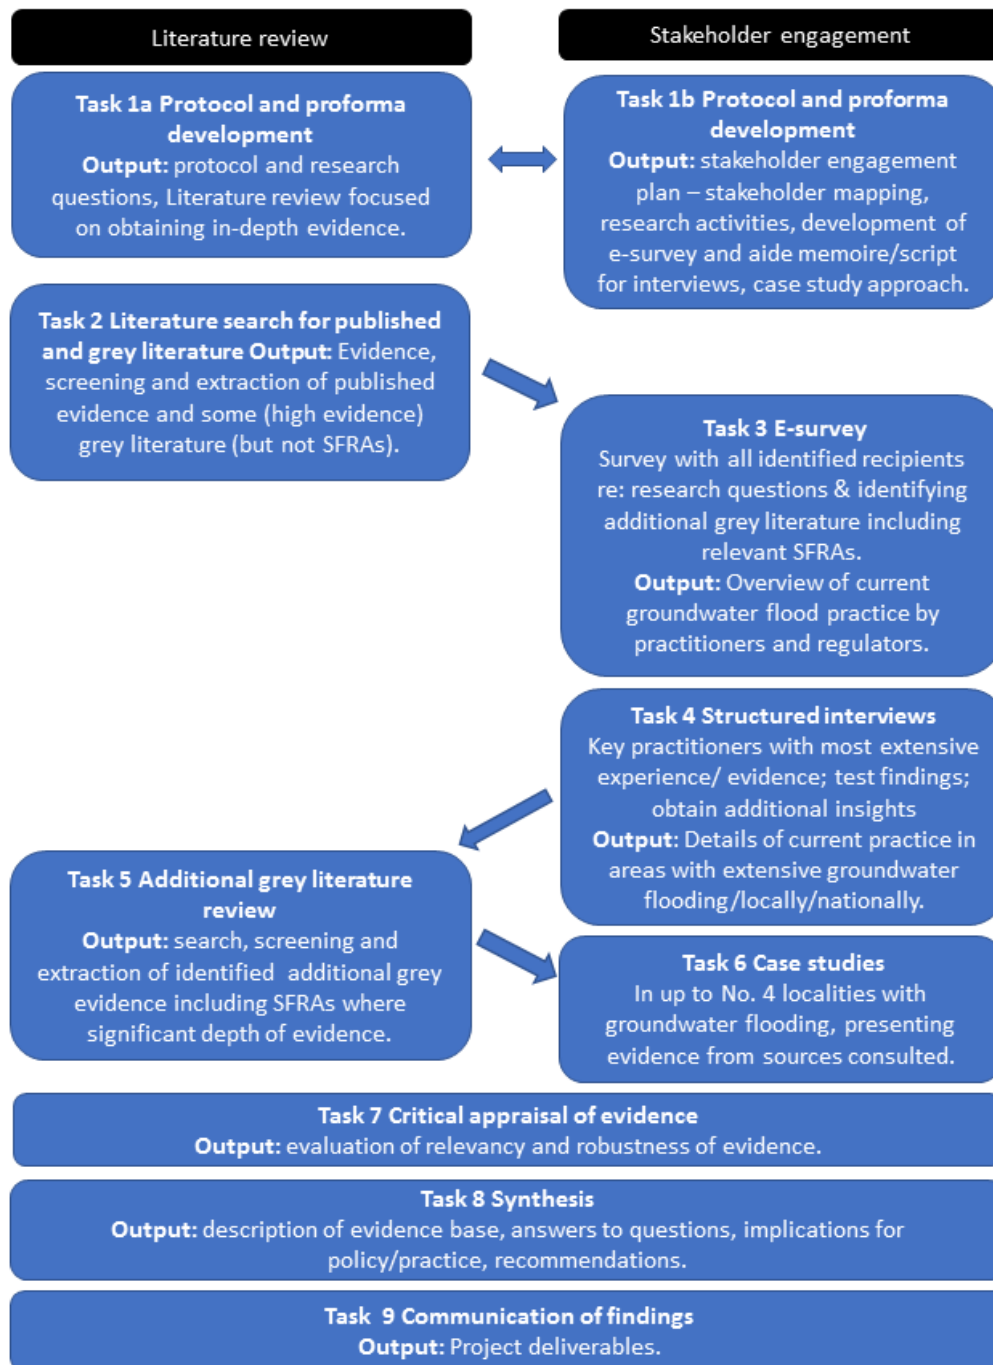 Literature review
Stakeholder engagement
Task 1a Protocol and proforma
development
Output: protocol and research
questions, Literature review focused
on obtaining in-depth evidence.
Task 1b Protocol and proforma
development
Output: stakeholder engagement
plan – stakeholder mapping,
research activities, development of
e-survey and aide memoire/script
for interviews, case study approach.
Task 2 Literature search for published
and grey literature Output: Evidence,
screening and extraction of published
evidence and some (high evidence)
grey literature (but not SFRAs).
Task 3 E-survey
Survey with all identified recipients
re: research questions & identifying
additional grey literature including
relevant SFRAs.
Output: Overview of current
groundwater flood practice by
practitioners and regulators.
Task 4 Structured interviews
Key practitioners with most extensive
experience/ evidence; test findings;
obtain additional insights
Output: Details of current practice in
areas with extensive groundwater
flooding/locally/nationally.
Task 5 Additional grey literature
review
Output: search, screening and
extraction of identified additional grey
evidence including SFRAs where
significant depth of evidence.
Task 6 Case studies
In up to No. 4 localities with
groundwater flooding, presenting
evidence from sources consulted.
Task 7 Critical appraisal of evidence
Output: evaluation of relevancy and robustness of evidence.
Task 8 Synthesis
Output: description of evidence base, answers to questions, implications for
policy/practice, recommendations.
Task 9 Communication of findings
Output: Project deliverables.